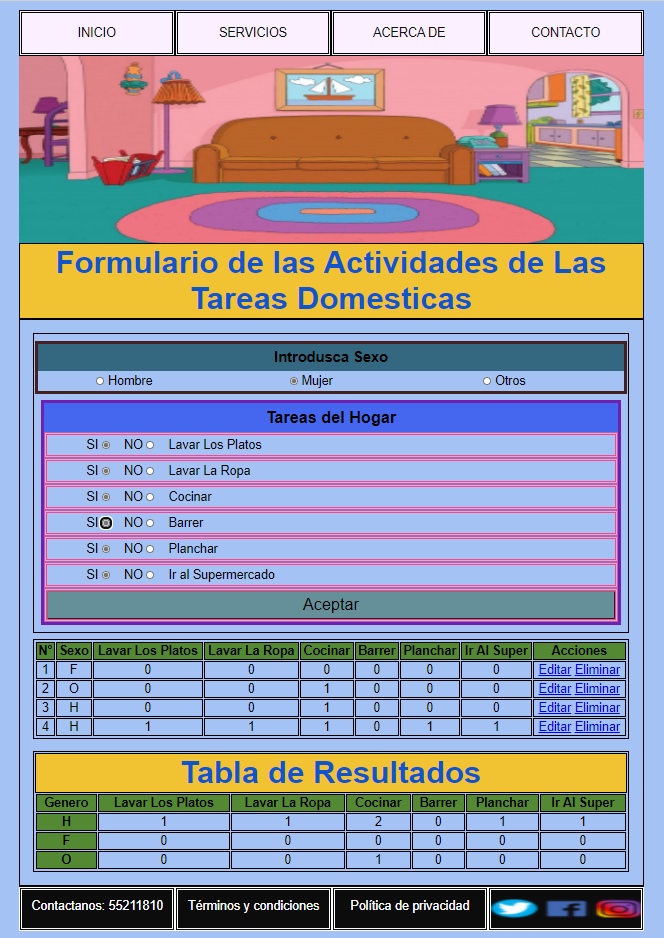 INICIO SERVICIOS ACERCA DE CONTACTO
Formulario de las Actividades de Las
Tareas Domesticas
Introdusca Sexo
Hombre Mujer Otros
Tareas del Hogar
SI NO Lavar Los Platos
SI NO Lavar La Ropa
SI NO Cocinar
SI NO Barrer
SI NO Planchar
SI NO Ir al Supermercado
Aceptar
Nº Sexo Lavar Los Platos Lavar La Ropa Cocinar Barrer Planchar Ir Al Super Acciones
1 F 0 0 0 0 0 0 Editar Eliminar
2 O 0 0 1 0 0 0 Editar Eliminar
3 H 0 0 1 0 0 0 Editar Eliminar
4 H 1 1 1 0 1 1 Editar Eliminar
Tabla de Resultados
Genero Lavar Los Platos Lavar La Ropa Cocinar Barrer Planchar Ir Al Super
H 1 1 2 0 1 1
F 0 0 0 0 0 0
O 0 0 1 0 0 0
Contactanos: 55211810 Términos y condiciones Política de privacidad